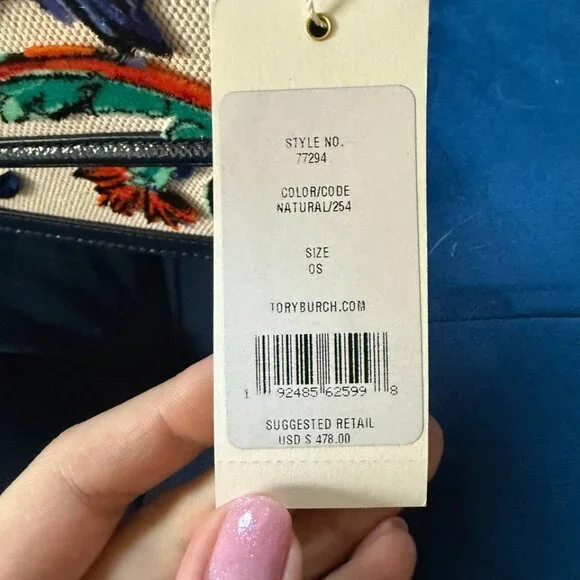 STYLE NO.
77294
COLOR/CODE
NATURAL/254
SIZE
OS
TORYBURCH.COM
1 92485 62599 8
SUGGESTED RETAIL
USD $ 478.00